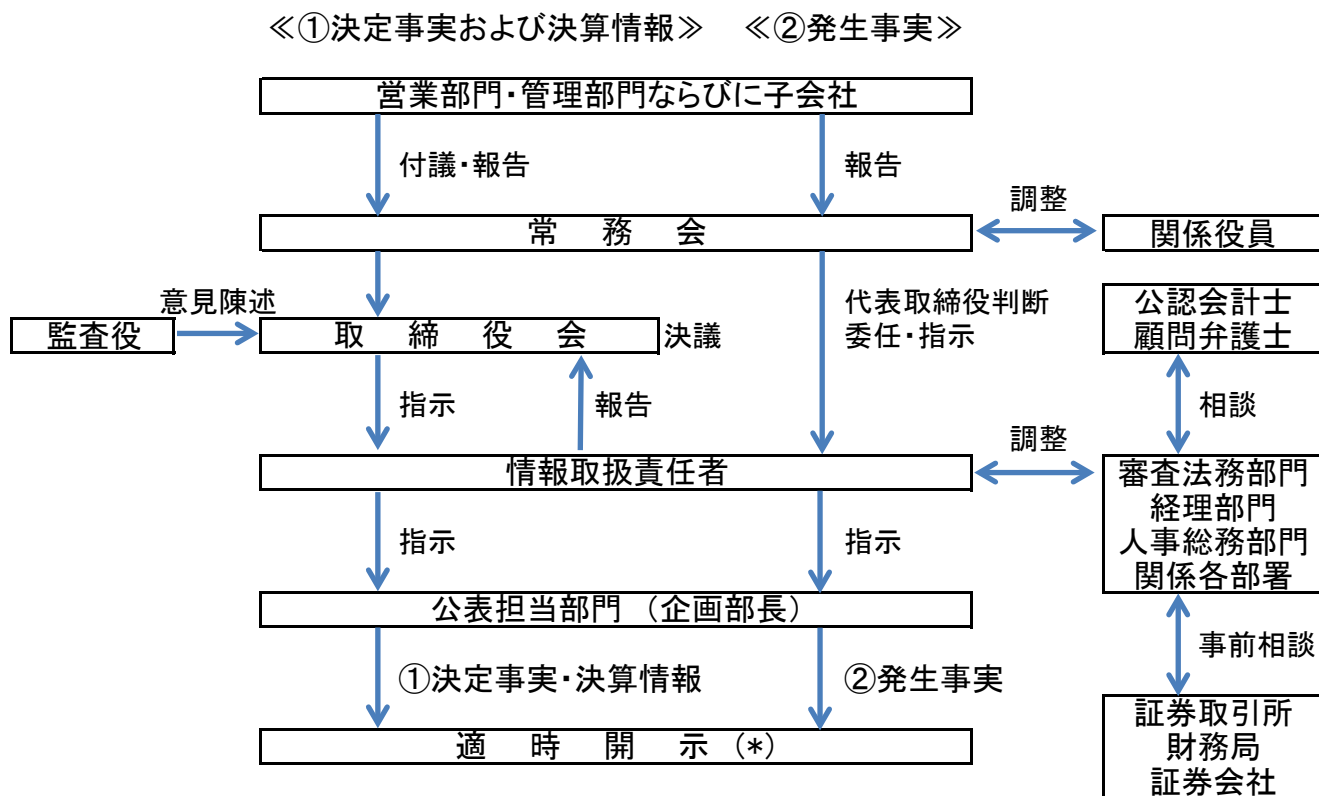 ≪①決定事実および決算情報≫ ≪②発生事実≫
営業部門・管理部門ならびに子会社
付議・報告
報告
調整
常務会
関係役員
意見陳述
代表取締役判断
委任・指示
公認会計士
顧問弁護士
監査役
取締役会
決議
指示
報告
相談
調整
情報取扱責任者
審査法務部門
経理部門
人事総務部門
関係各部署
指示
指示
公表担当部門（企画部長）
事前相談
①決定事実・決算情報
②発生事実
適時開示(*)
証券取引所
財務局
証券会社